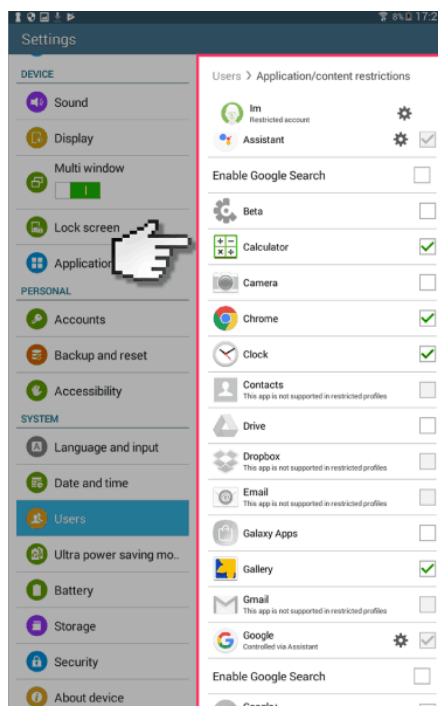 8% 17:2
Settings
DEVICE
Sound
Display
Multi window
Lock screen
Application
PERSONAL
Accounts
Backup and reset
Accessibility
SYSTEM
Language and input
Date and time
Users
Ultra power saving mo..
Battery
Storage
Security
About device
Users > Application/content restrictions
Im
Restricted account
Assistant
Enable Google Search
Beta
Calculator
Camera
Chrome
Clock
Contacts
This app is not supported in restricted profiles
Drive
Dropbox
This app is not supported in restricted profiles
Email
This app is not supported in restricted profiles
Galaxy Apps
Gallery
Gmail
This app is not supported in restricted profiles
Google
Controlled via Assistant
Enable Google Search